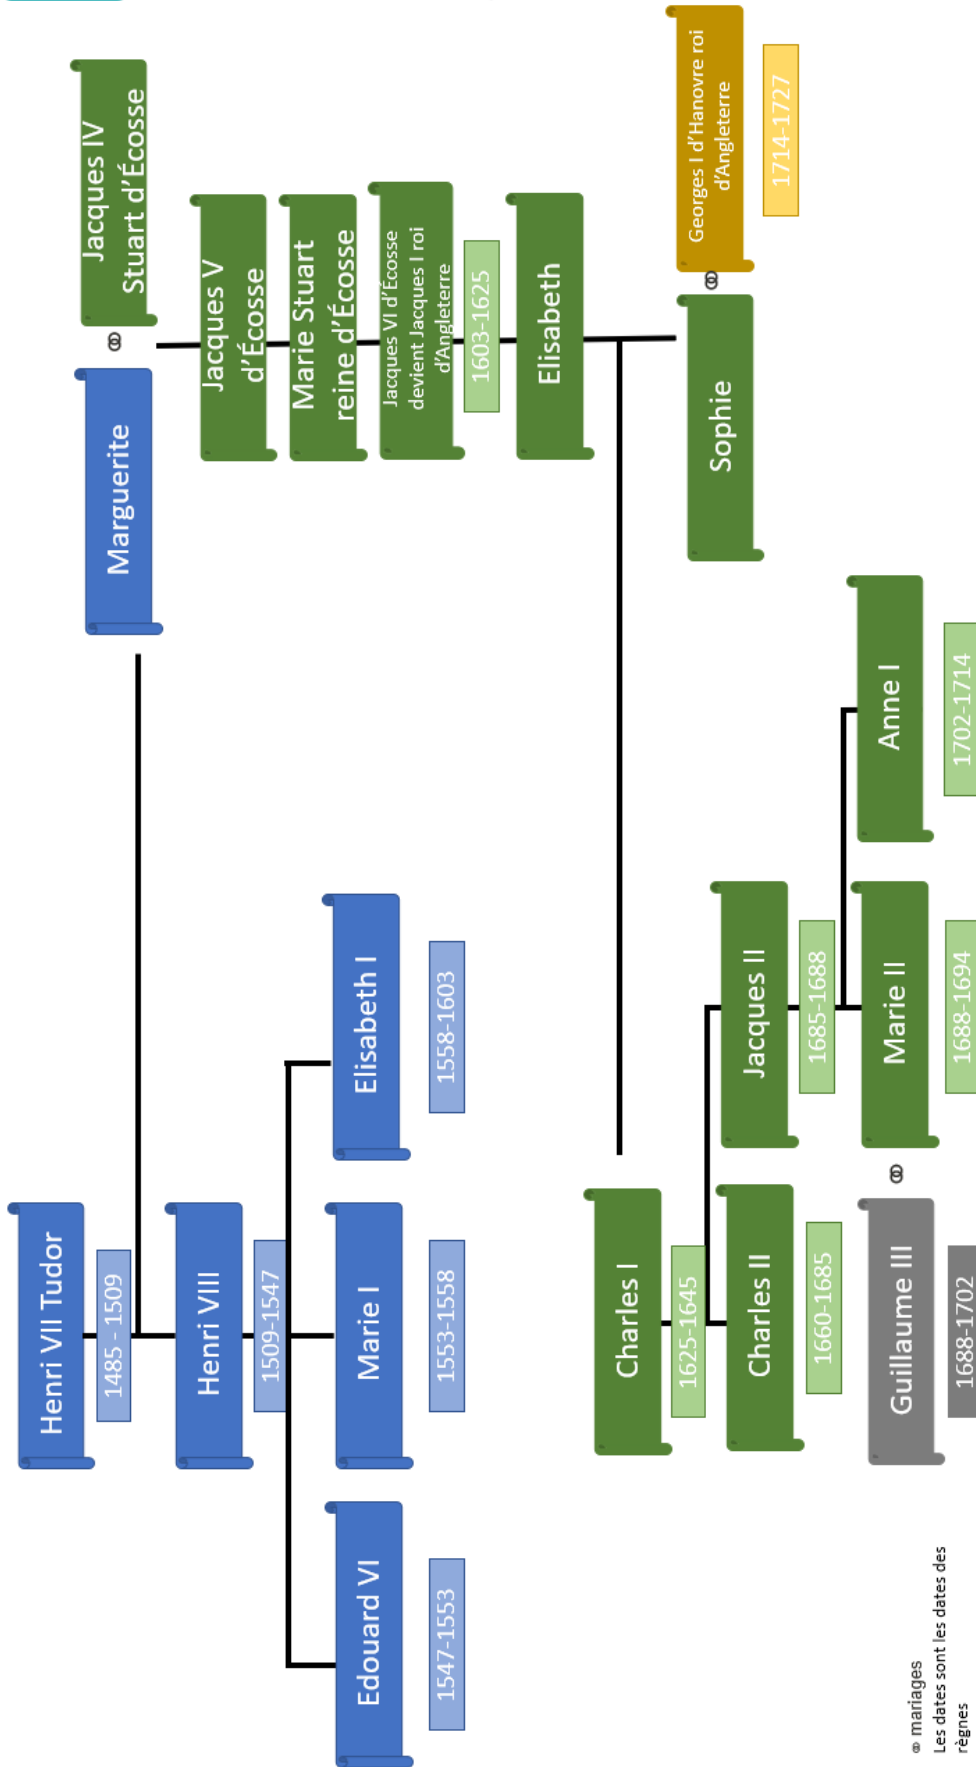 Henri VII Tudor
1485 - 1509
Marguerite
Jacques IV
Stuart d’Écosse
Henri VIII
1509-1547
Jacques V
d’Écosse
Marie Stuart
reine d’Écosse
Edouard VI
1547-1553
Marie I
1553-1558
Elisabeth I
1558-1603
Jacques VI d’Écosse
devient Jacques I roi
d’Angleterre
1603-1625
Elisabeth
Charles I
1625-1645
Sophie
Georges I d’Hanovre roi
d’Angleterre
1714-1727
Charles II
1660-1685
Jacques II
1685-1688
Guillaume III
1688-1702
Marie II
1688-1694
Anne I
1702-1714
mariages
Les dates sont les dates des
règnes